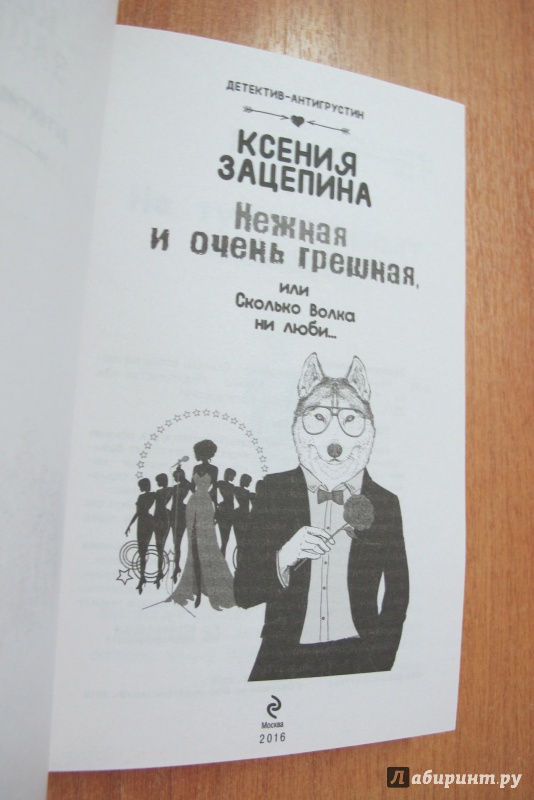 ДЕТЕКТИВ-АНТИГРУСТИН
КСЕНИЯ
ЗАЦЕПИНА
Нежная
и очень грешная,
или
Сколько Волка
ни люби...
Москва
2016
Лабиринт.ру